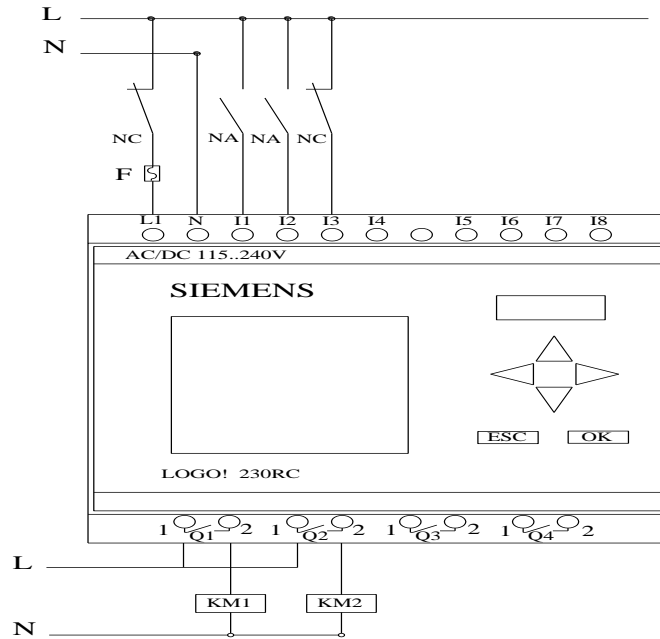 L
N
NC NA NA NC
F
L1 N I1 I2 I3 I4 I5 I6 I7 I8
AC/DC 115..240V
SIEMENS
ESC OK
LOGO! 230RC
1 Q1 2 1 Q2 2 1 Q3 2 1 Q4 2
L
KM1 KM2
N